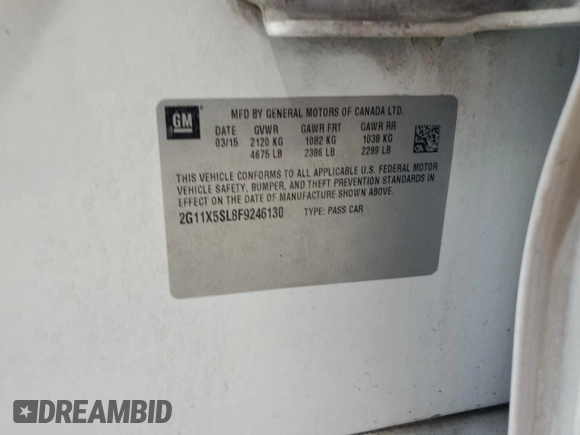 GM
MFD BY GENERAL MOTORS OF CANADA LTD.
DATE GVWR GAWR FRT GAWR RR
03/15 2120 KG 1082 KG 1038 KG
4675 LB 2386 LB 2289 LB
THIS VEHICLE CONFORMS TO ALL APPLICABLE U.S. FEDERAL MOTOR
VEHICLE SAFETY, BUMPER, AND THEFT PREVENTION STANDARDS IN
EFFECT ON THE DATE OF MANUFACTURE SHOWN ABOVE.
2G11X5SL8F9246130 TYPE: PASS CAR
DREAMBID